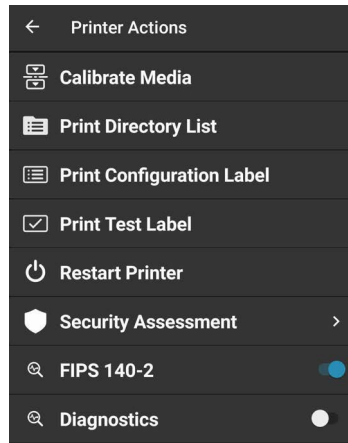 Printer Actions
Calibrate Media
Print Directory List
Print Configuration Label
Print Test Label
Restart Printer
Security Assessment
FIPS 140-2
Diagnostics